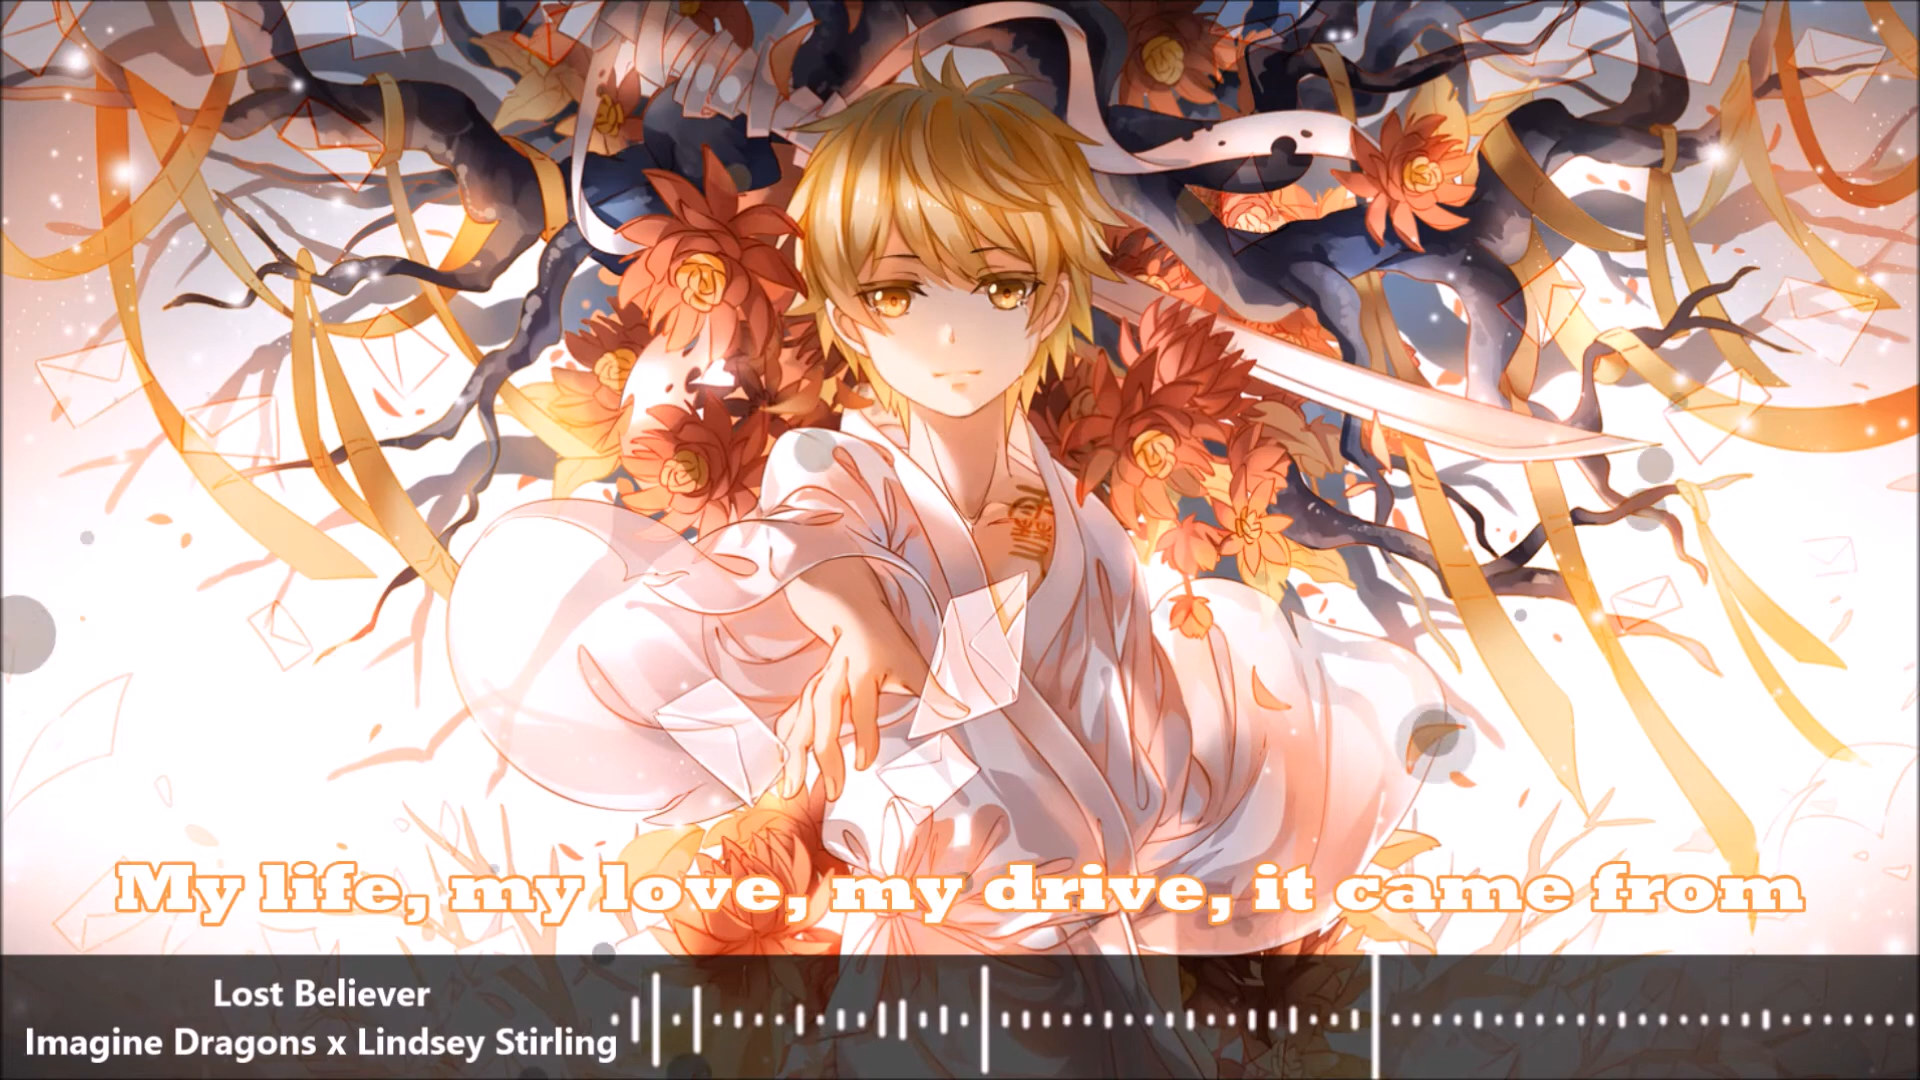 My life, my love, my drive, it came from
Lost Believer
Imagine Dragons x Lindsey Stirling